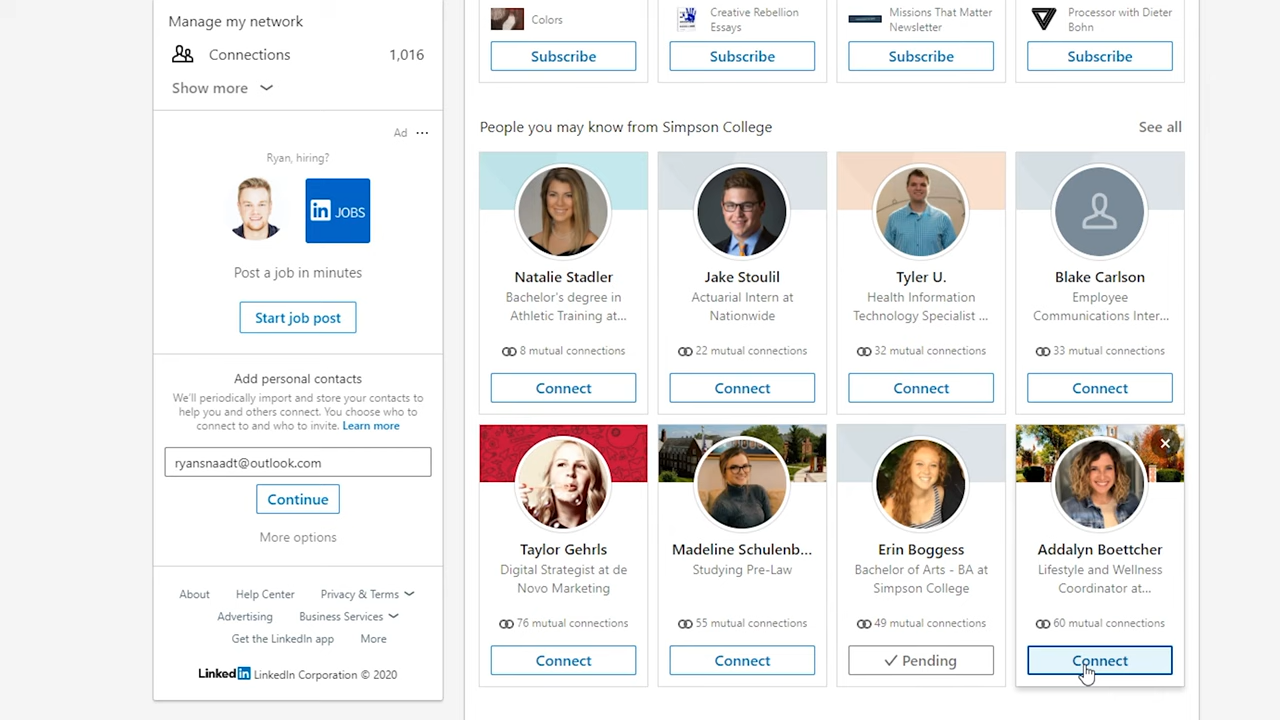 Manage my network
Connections 1,016
Show more
Ad
Ryan, hiring?
in JOBS
Post a job in minutes
Start job post
Add personal contacts
We'll periodically import and store your contacts to
help you and others connect. You choose who to
connect to and who to invite. Learn more
ryansnaadt@outlook.com
Continue
More options
About Help Center Privacy & Terms
Advertising Business Services
Get the LinkedIn app More
Linked in LinkedIn Corporation © 2020
Colors
Subscribe
Creative Rebellion
Essays
Subscribe
Missions That Matter
Newsletter
Subscribe
Processor with Dieter
Bohn
Subscribe
People you may know from Simpson College
See all
Natalie Stadler
Bachelor's degree in
Athletic Training at...
8 mutual connections
Connect
Jake Stoulil
Actuarial Intern at
Nationwide
22 mutual connections
Connect
Tyler U.
Health Information
Technology Specialist ...
32 mutual connections
Connect
Blake Carlson
Employee
Communications Inter...
33 mutual connections
Connect
Taylor Gehrls
Digital Strategist at de
Novo Marketing
76 mutual connections
Connect
Madeline Schulenb...
Studying Pre-Law
55 mutual connections
Connect
Erin Boggess
Bachelor of Arts - BA at
Simpson College
49 mutual connections
Pending
Addalyn Boettcher
Lifestyle and Wellness
Coordinator at...
60 mutual connections
Connect